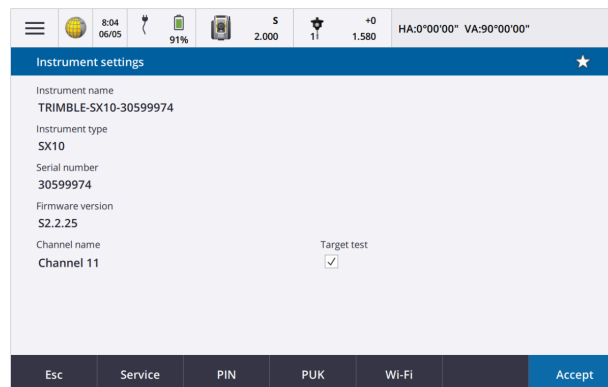 8:04
06/05
91%
S
2.000
1
+0
1.580
HA:0°00'00" VA:90°00'00"
Instrument settings
Instrument name
TRIMBLE-SX10-30599974
Instrument type
SX10
Serial number
30599974
Firmware version
S2.2.25
Channel name
Target test
Channel 11
Esc Service PIN PUK Wi-Fi Accept